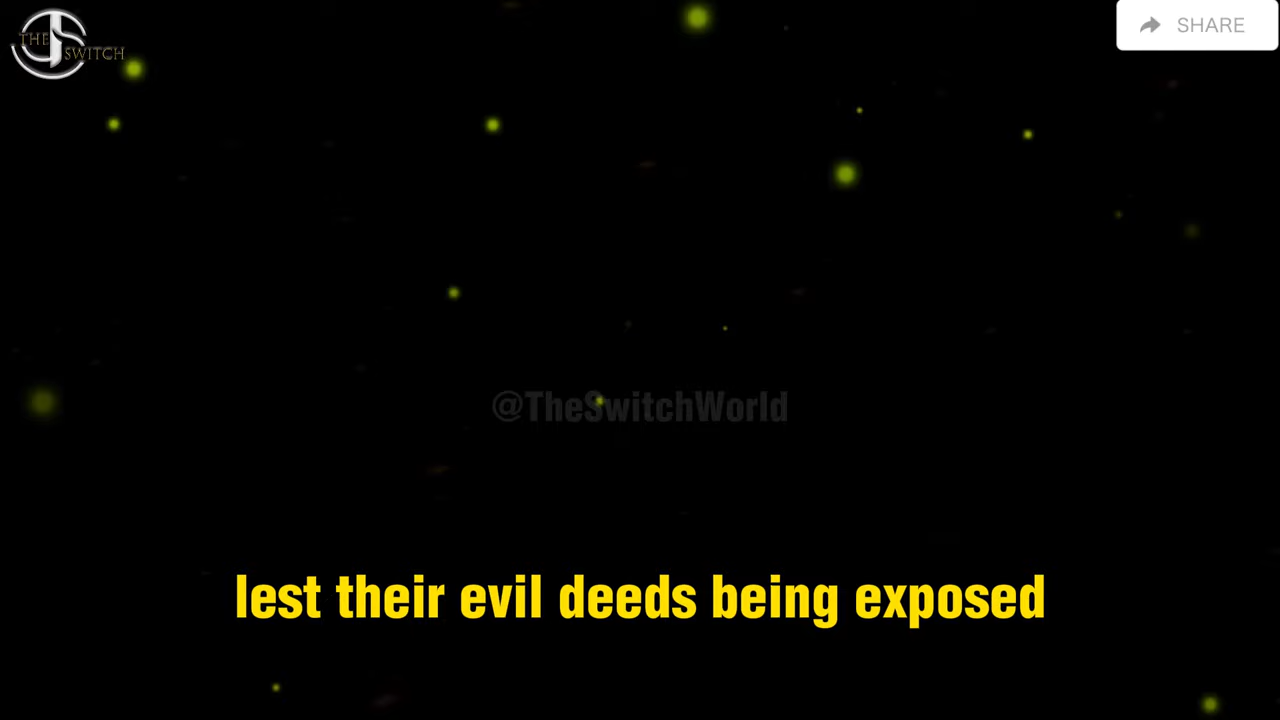 THE SWITCH
SHARE
@TheSwitchWorld
lest their evil deeds being exposed